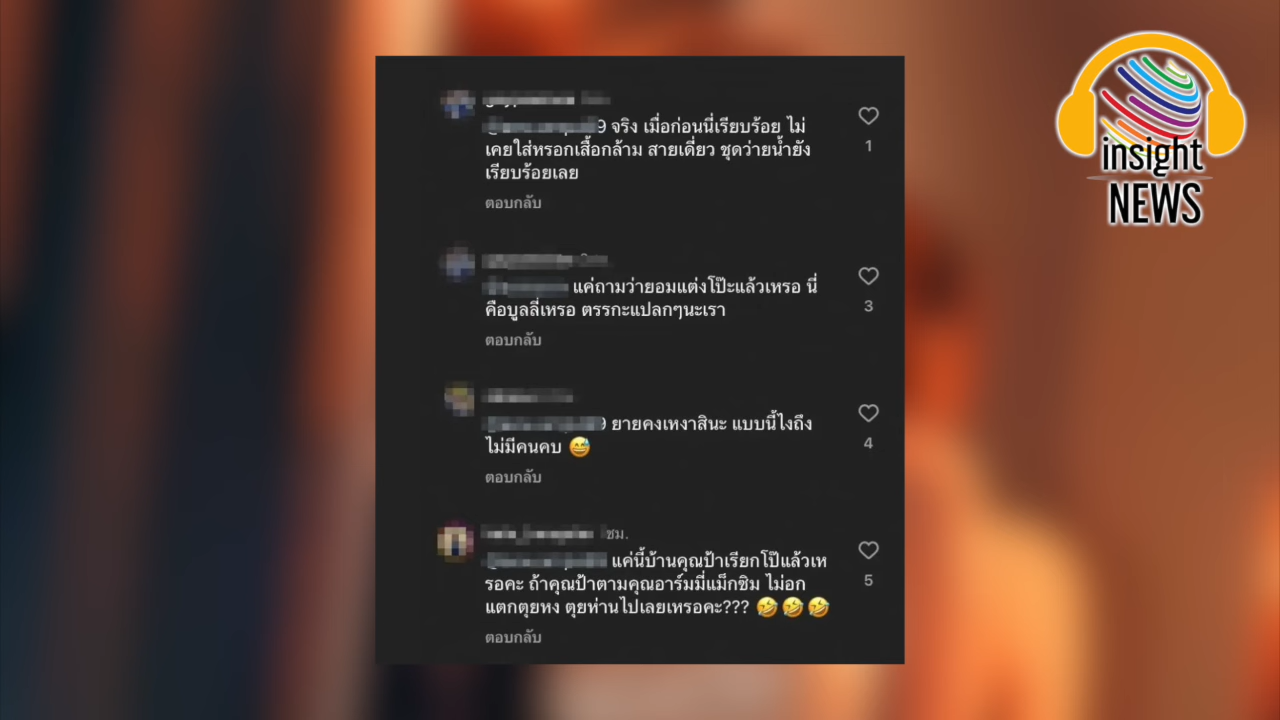 insight
NEWS
9 จริง เมื่อก่อนนี่เรียบร้อย ไม่
เคยใส่หรอกเสื้อกล้าม สายเดี่ยว ชุดว่ายน้ำยัง
เรียบร้อยเลย
1
ตอบกลับ
แค่ถามว่ายอมแต่งโป๊ะแล้วเหรอ นี่
คือบูลลี่เหรอ ตรรกะแปลกๆนะเรา
3
ตอบกลับ
9 ยายคงเหงาสินะ แบบนี้ไงถึง
ไม่มีคนคบ 😅
4
ตอบกลับ
ชม.
แค่นี้บ้านคุณป้าเรียกโป๊แล้วเห
รอคะ ถ้าคุณป้าตามคุณอาร์มมี่แม็กซิม ไม่อก
แตกตุยหง ตุยห่านไปเลยเหรอคะ??? 🤣🤣🤣
5
ตอบกลับ